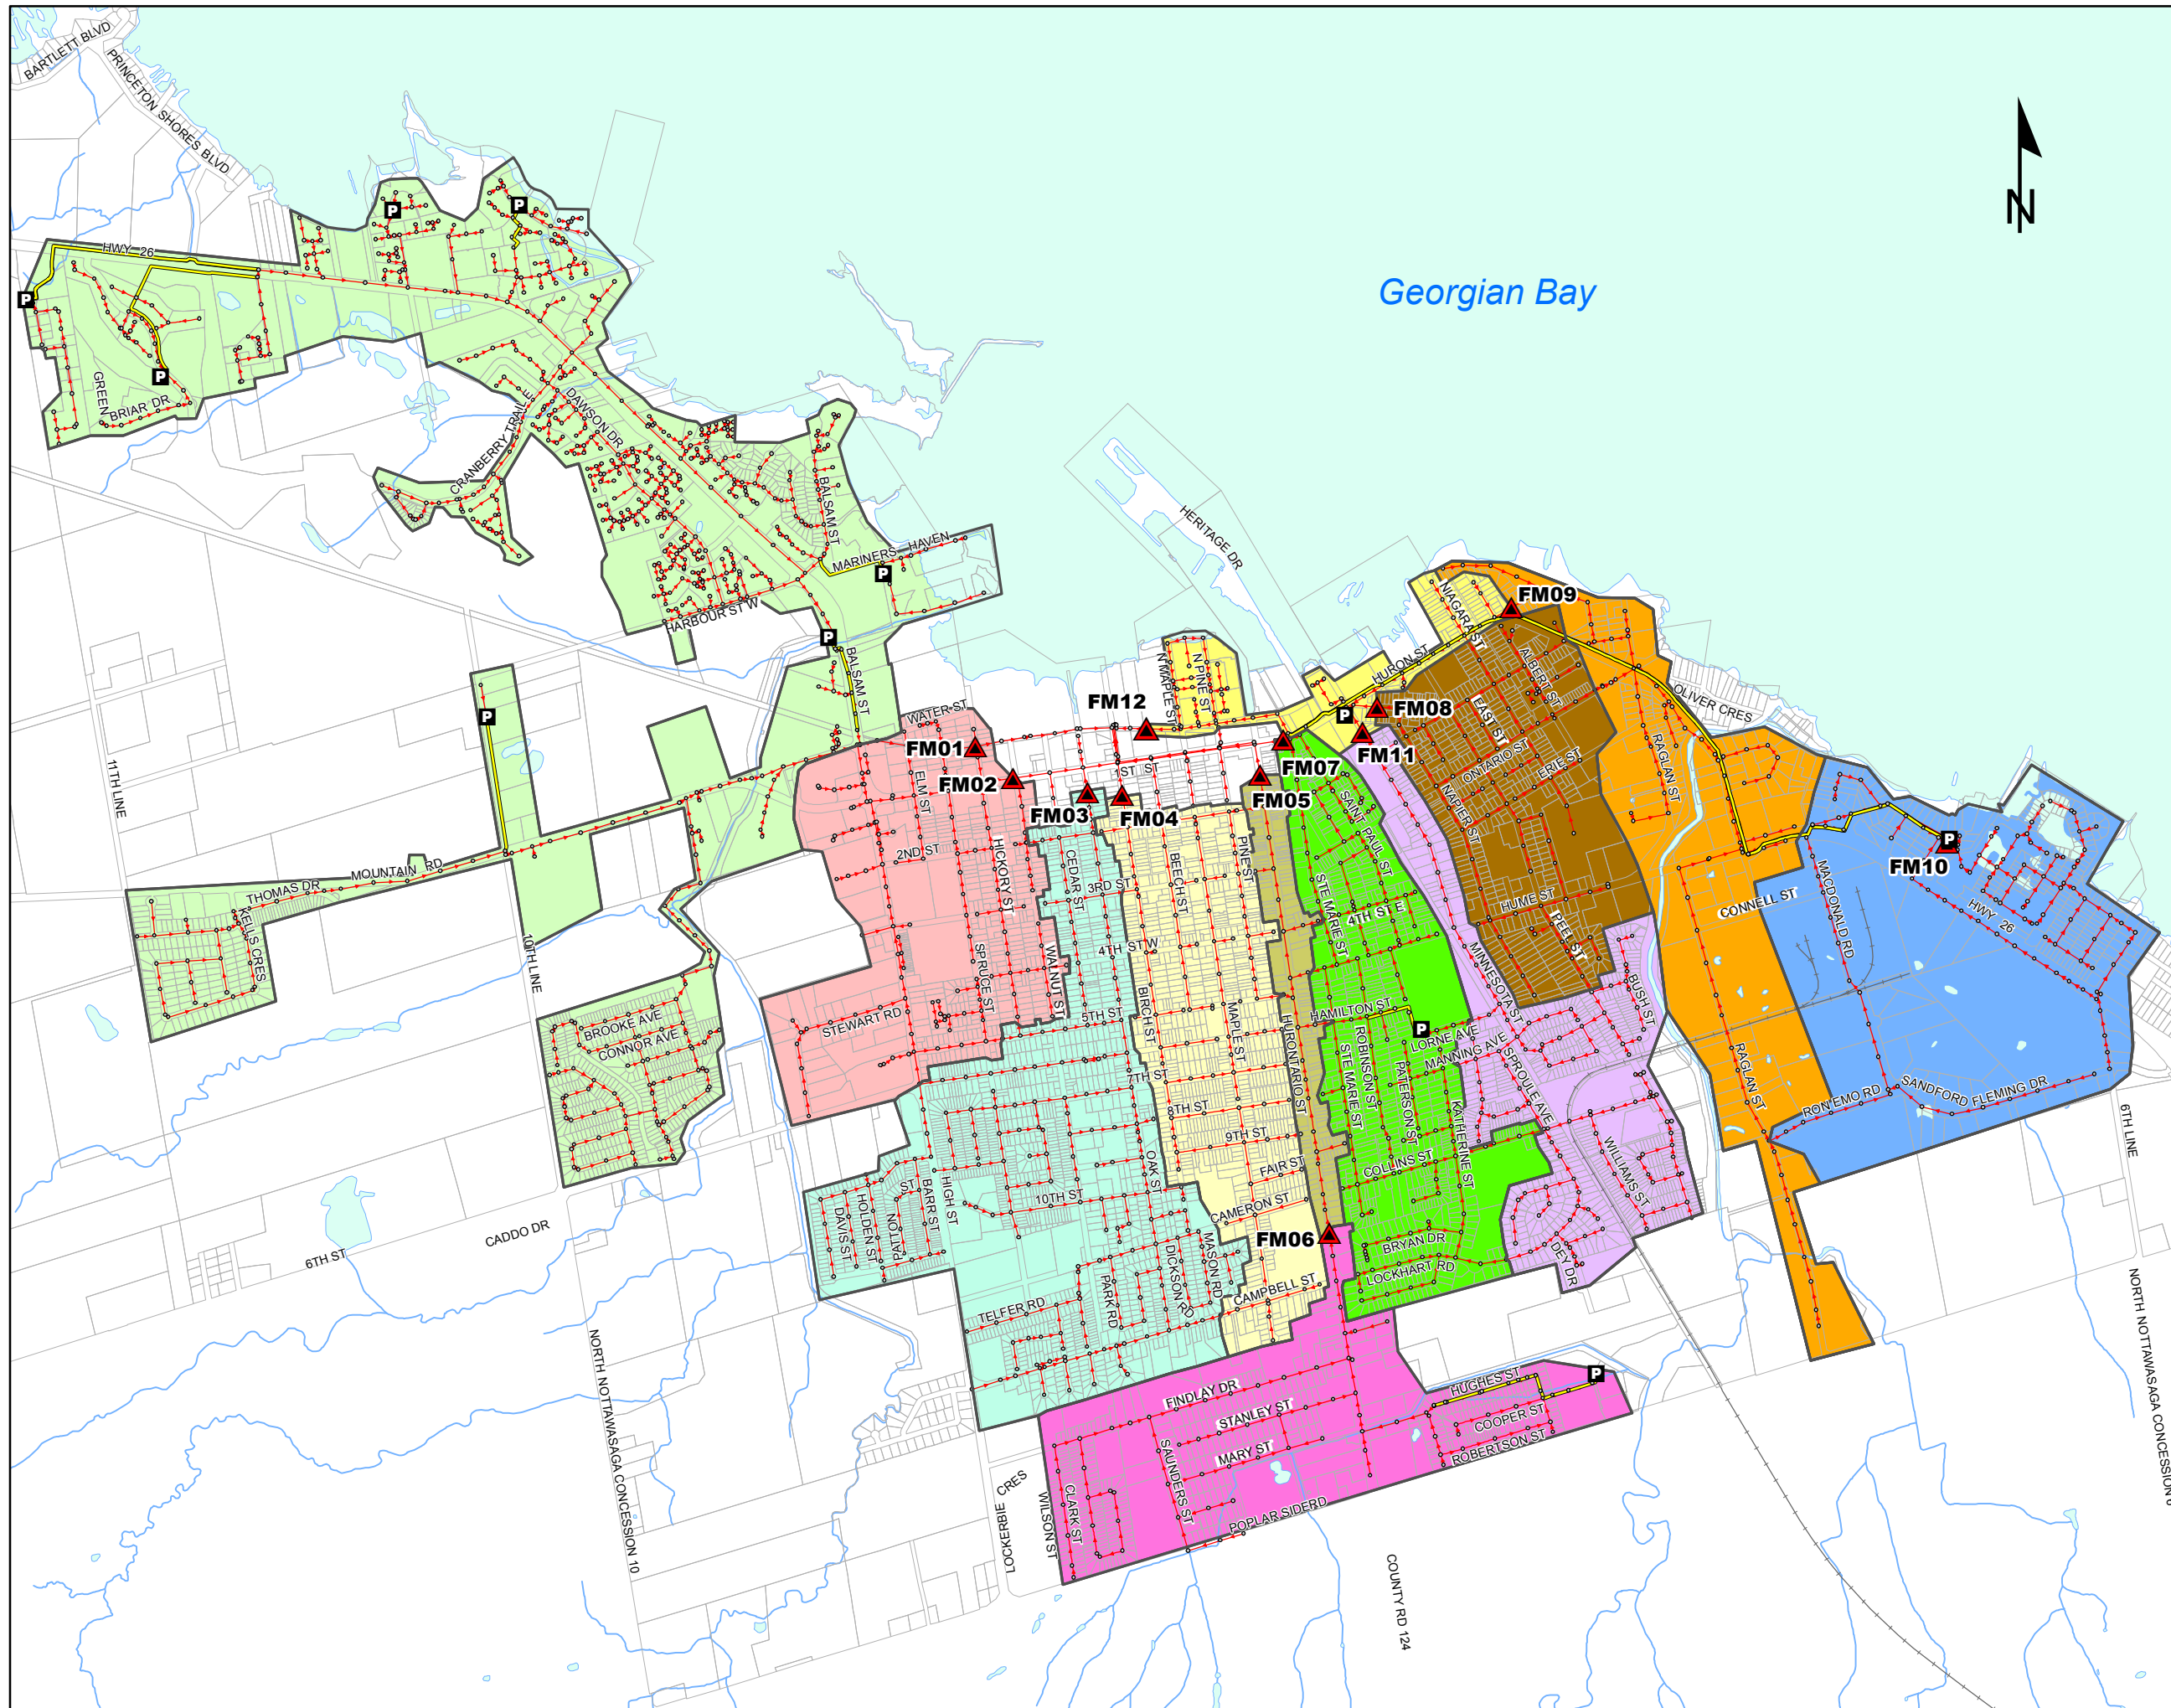 BARTLETT BLVD
PRINCETON SHORES BLVD
N
Georgian Bay
HWY 26
P
P
P
P
GREEN
BRIAR DR
CRANBERRY TRAIL E
DAWSON DR
BALSAM ST
MARINERS HAVEN
P
HARBOUR ST W
P
BALSAM ST
HERITAGE DR
NIAGARA ST
FM09
HURON ST
ALBERT ST
N MAPLE ST
N PINE ST
FM12
P
FM08
EAST ST
OLIVER CRES
P
WATER ST
FM01
FM11
FM07
1ST ST
FM02
FM03
FM04
FM05
ELM ST
ONTARIO ST
ERIE ST
RAGLAN ST
11TH LINE
NAPIER ST
SAINT PAUL ST
P
FM10
2ND ST
HICKORY ST
CEDAR ST
3RD ST
BEECH ST
PINE ST
MOUNTAIN RD
THOMAS DR
KELLS CRES
STE MARIE ST
4TH ST E
HUME ST
PEEL ST
CONNELL ST
MACDONALD RD
HWY 26
10TH LINE
SPRUCE ST
WALNUT ST
4TH ST W
MINNESOTA ST
BUSH ST
BIRCH ST
MAPLE ST
HURONTARIO ST
HAMILTON ST
P
LORNE AVE
MANNING AVE
STEWART RD
5TH ST
BROOKE AVE
CONNOR AVE
7TH ST
8TH ST
9TH ST
STE MARIE ST
ROBINSON ST
PATERSON ST
KATHERINE ST
SPROULE AVE
RAGLAN ST
RON EMO RD
SANDFORD FLEMING DR
6TH LINE
FAIR ST
COLLINS ST
WILLIAMS ST
OAK ST
10TH ST
CAMERON ST
DAVIS ST
HOLDEN ST
PATTON
ST
BARR ST
HIGH ST
FM06
BRYAN DR
LOCKHART RD
DEY DR
CADDO DR
6TH ST
MASON RD
DICKSON RD
PARK RD
CAMPBELL ST
TELFER RD
NORTH NOTTAWASAGA CONCESSION 10
FINDLAY DR
STANLEY ST
MARY ST
SAUNDERS ST
HUGHES ST
P
COOPER ST
ROBERTSON ST
POPLAR SIDERD
CLARK ST
WILSON ST
LOCKERBIE CRES
COUNTY RD 124
NORTH NOTTAWASAGA CONCESSION